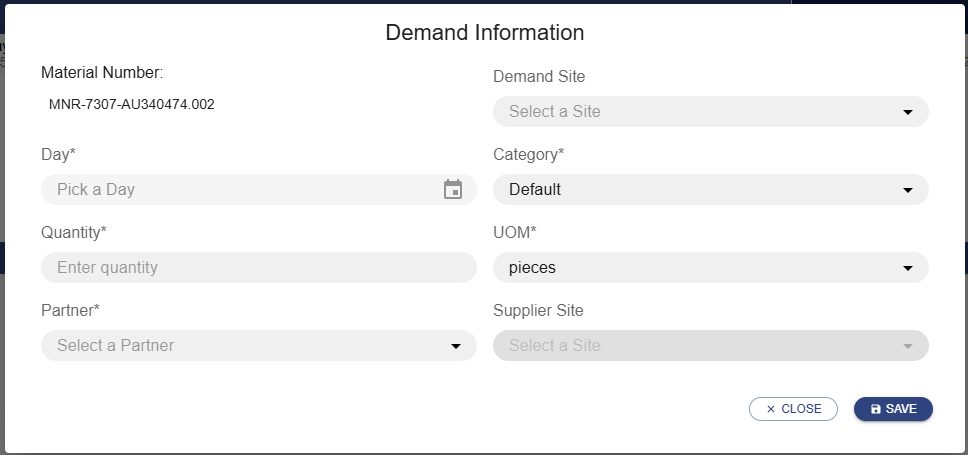 Demand Information
Material Number:
MNR-7307-AU340474.002
Demand Site
Select a Site
Day*
Pick a Day
Category*
Default
Quantity*
Enter quantity
UOM*
pieces
Partner*
Select a Partner
Supplier Site
Select a Site
CLOSE
SAVE